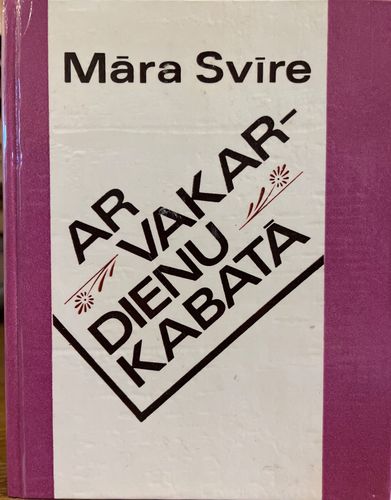 Māra Svīre
AR
VAKAR-
DIENU
KABATĀ